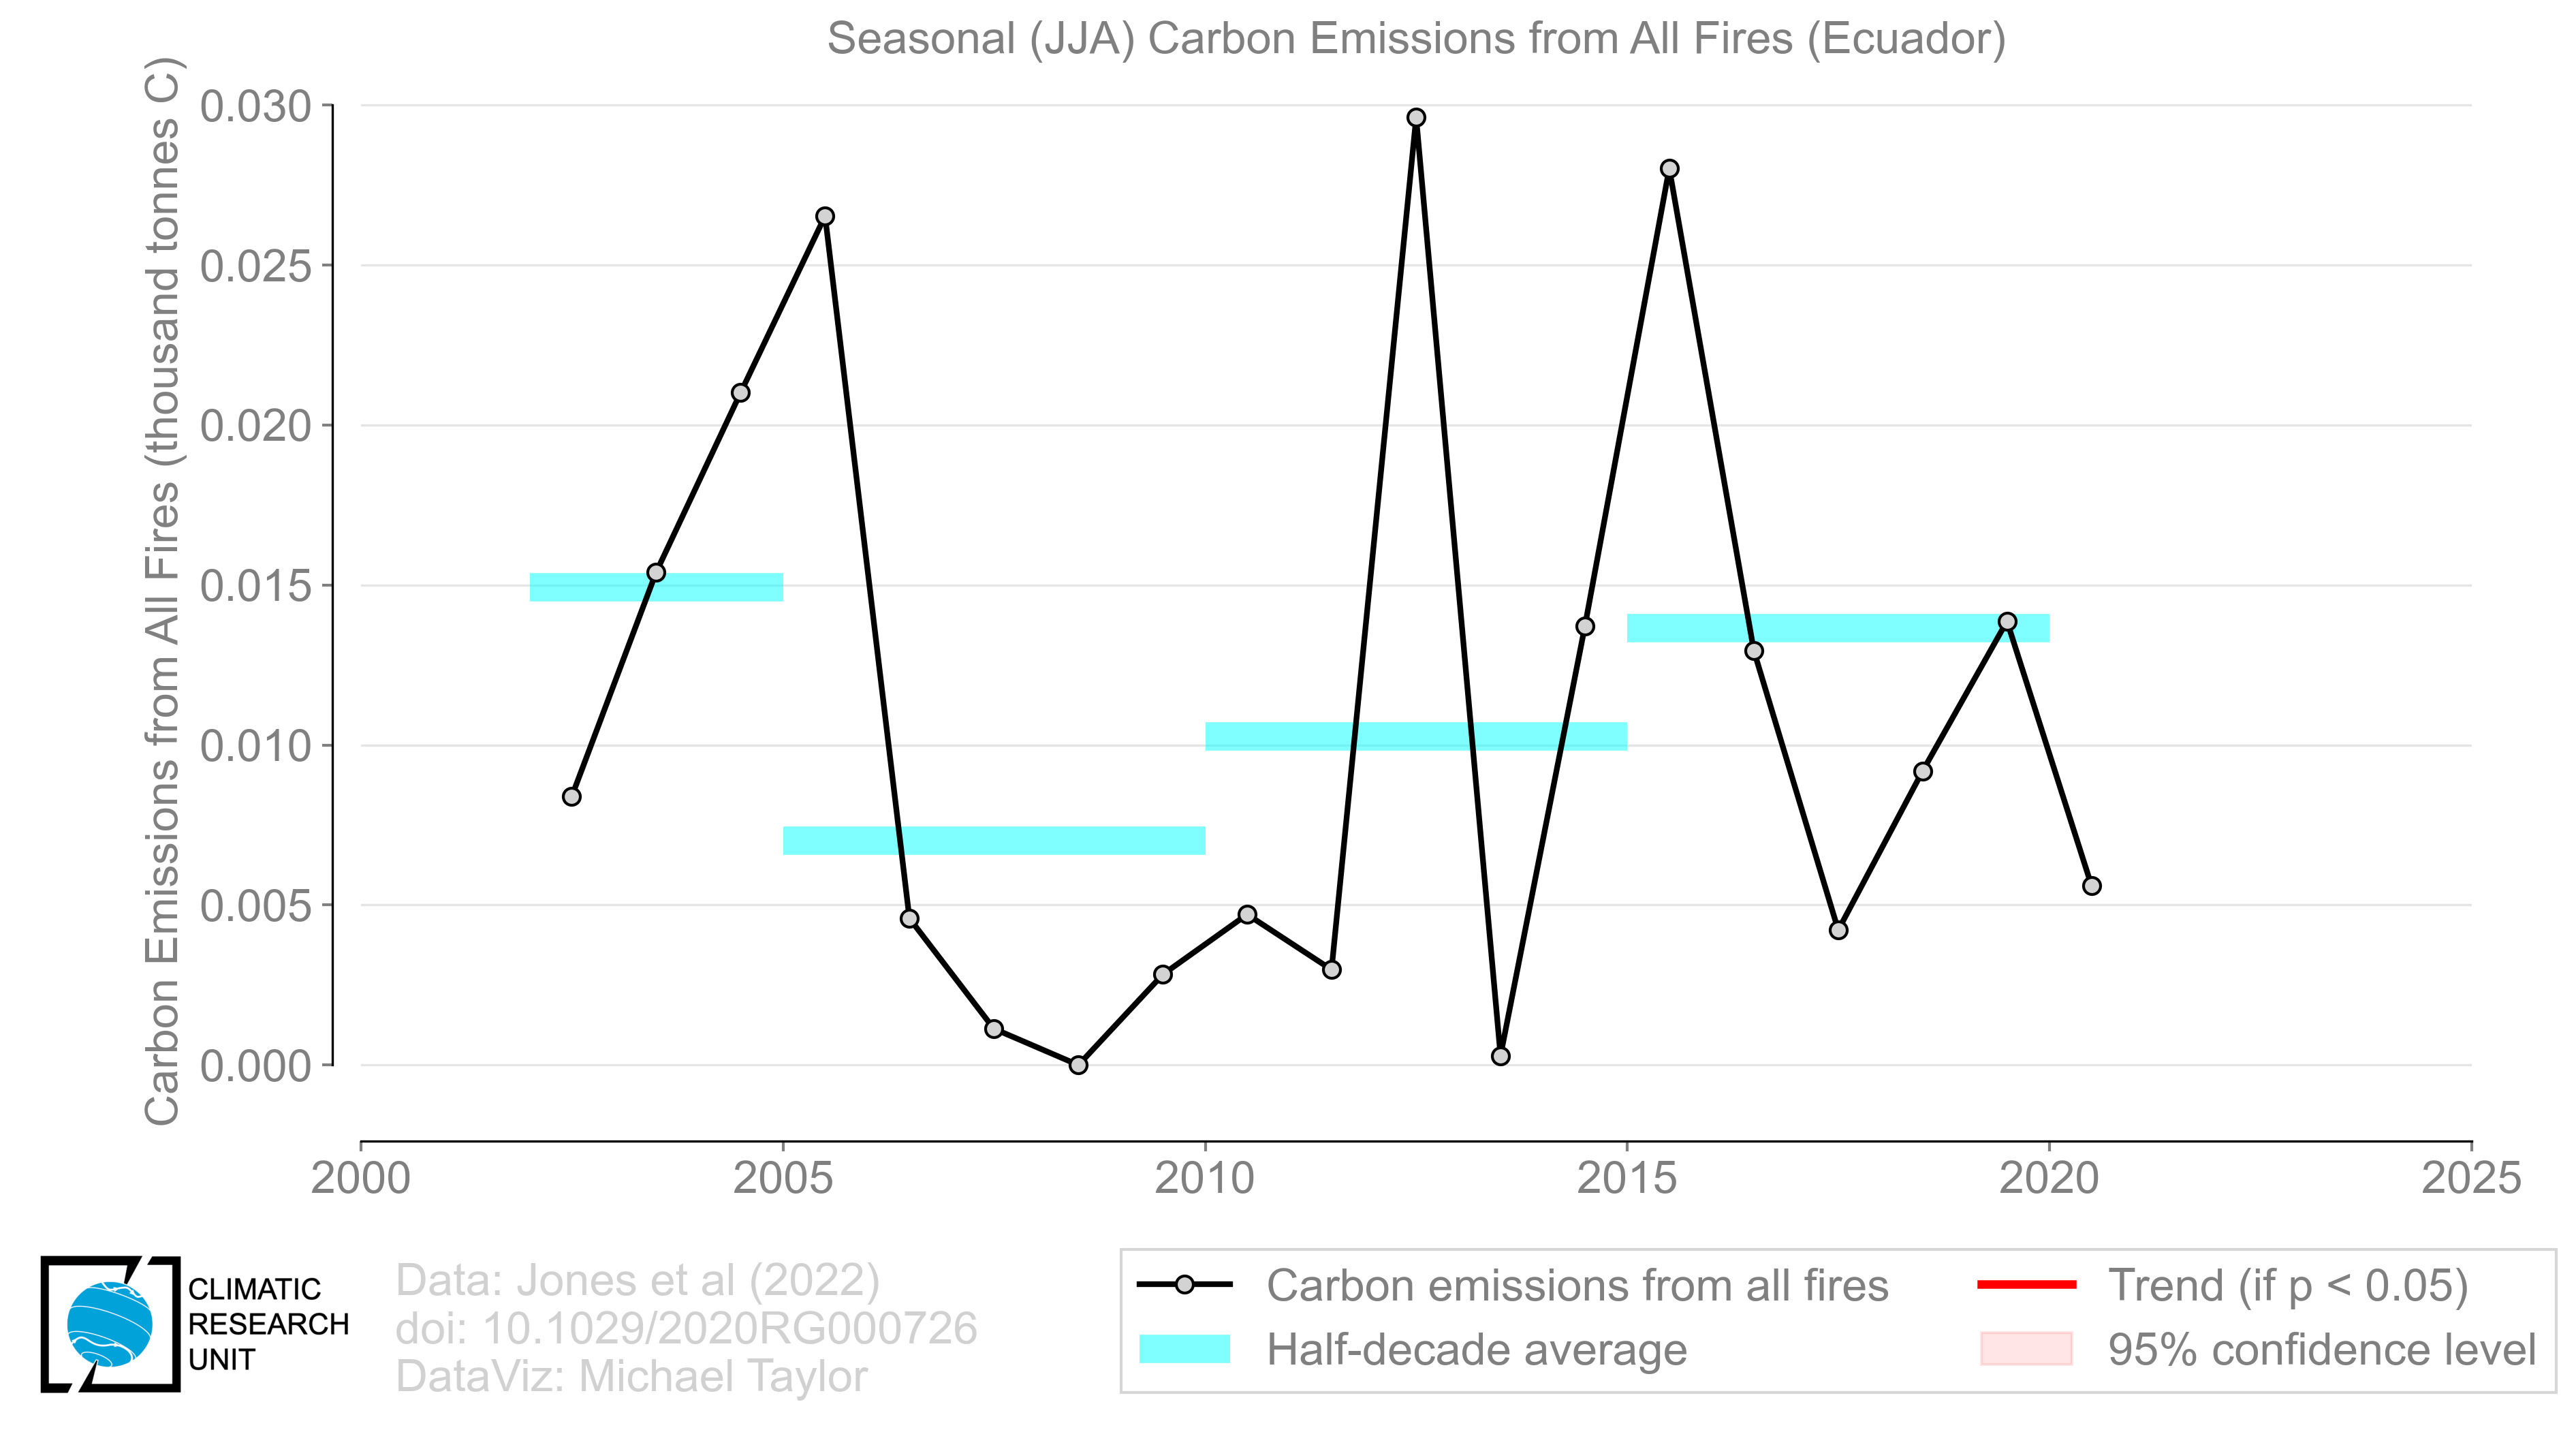 Seasonal (JJA) Carbon Emissions from All Fires (Ecuador)
Carbon Emissions from All Fires (thousand tonnes C)
0.030
0.025
0.020
0.015
0.010
0.005
0.000
2000 2005 2010 2015 2020 2025
CLIMATIC
RESEARCH
UNIT
Data: Jones et al (2022)
doi: 10.1029/2020RG000726
DataViz: Michael Taylor
Carbon emissions from all fires
Half-decade average
Trend (if p < 0.05)
95% confidence level